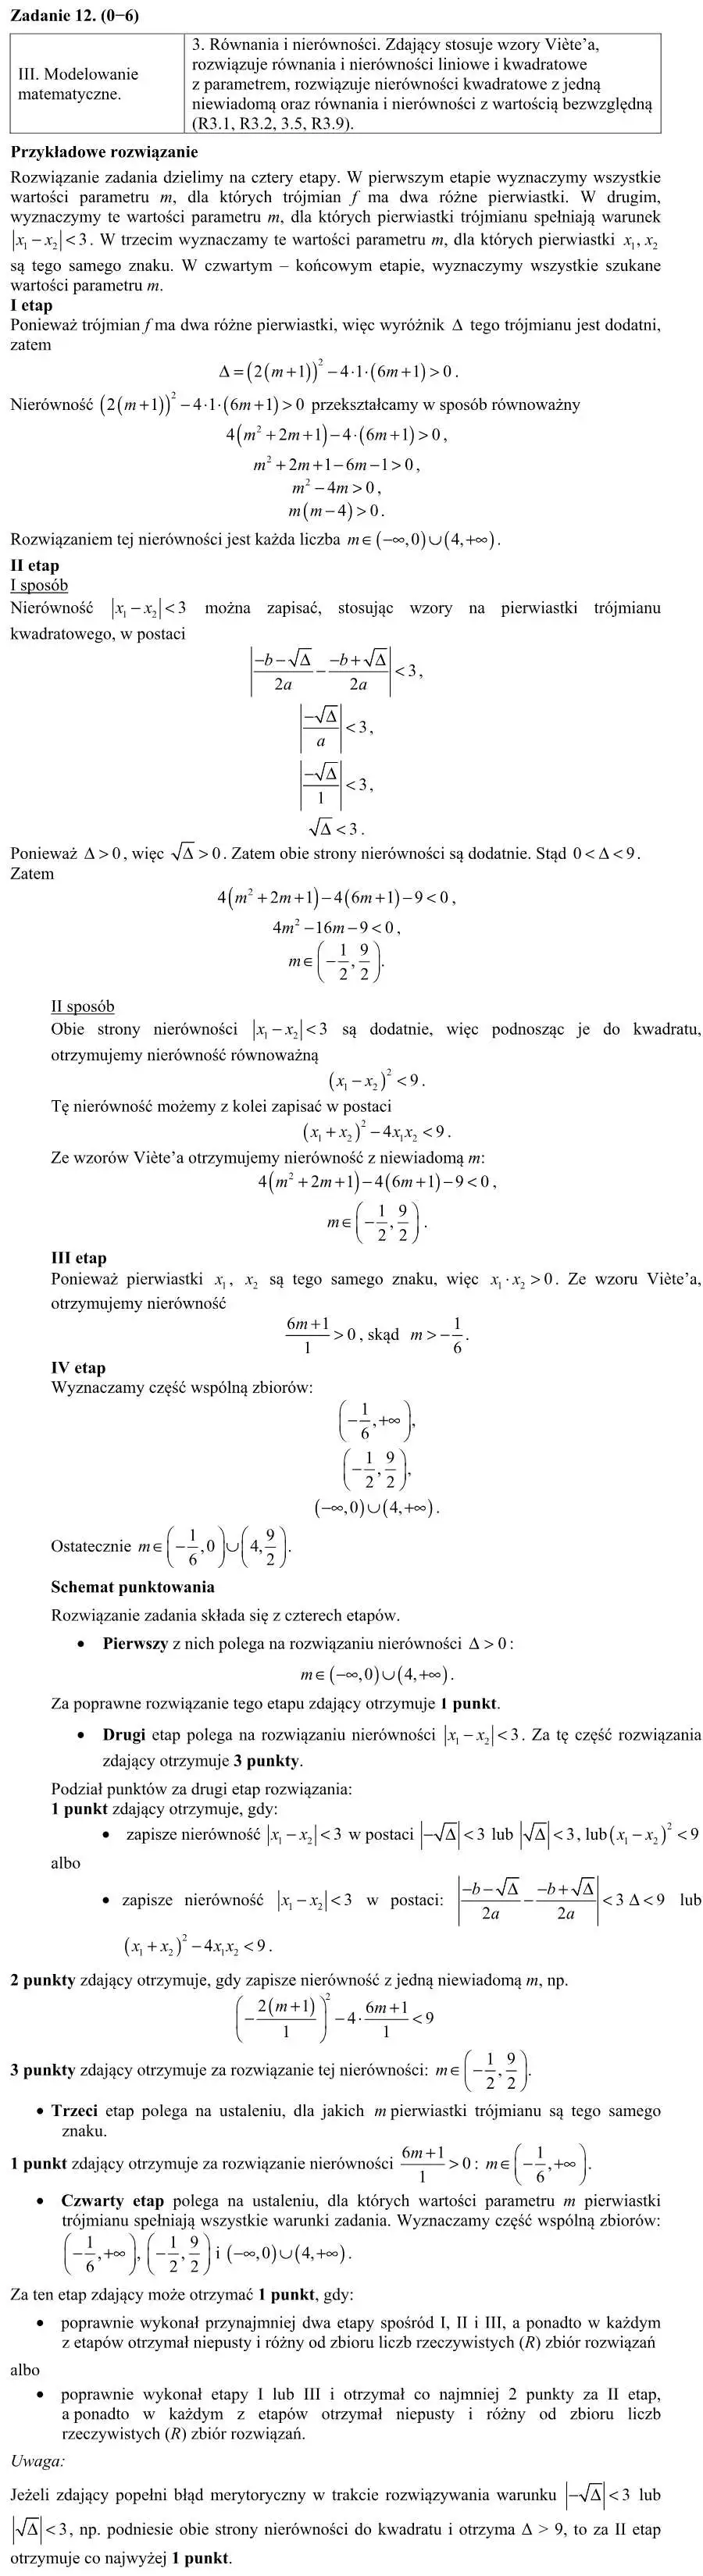 Zadanie 12. (0−6)
III. Modelowanie matematyczne.
3. Równania i nierówności. Zdający stosuje wzory Viète’a,
rozwiązuje równania i nierówności liniowe i kwadratowe
z parametrem, rozwiązuje nierówności kwadratowe z jedną
niewiadomą oraz równania i nierówności z wartością bezwzględną
(R3.1, R3.2, 3.5, R3.9).
Przykładowe rozwiązanie
Rozwiązanie zadania dzielimy na cztery etapy. W pierwszym etapie wyznaczymy wszystkie
wartości parametru m, dla których trójmian f ma dwa różne pierwiastki. W drugim,
wyznaczymy te wartości parametru m, dla których pierwiastki trójmianu spełniają warunek
|x₁ − x₂| < 3. W trzecim wyznaczamy te wartości parametru m, dla których pierwiastki x₁, x₂
są tego samego znaku. W czwartym – końcowym etapie, wyznaczymy wszystkie szukane
wartości parametru m.
I etap
Ponieważ trójmian f ma dwa różne pierwiastki, więc wyróżnik Δ tego trójmianu jest dodatni,
zatem
Δ = (2(m+1))² − 4·1·(6m+1) > 0.
Nierówność (2(m+1))² − 4·1·(6m+1) > 0 przekształcamy w sposób równoważny
4(m² + 2m + 1) − 4·(6m+1) > 0,
m² + 2m + 1 − 6m − 1 > 0,
m² − 4m > 0,
m(m − 4) > 0.
Rozwiązaniem tej nierówności jest każda liczba m ∈ (−∞, 0) ∪ (4, +∞).
II etap
I sposób
Nierówność |x₁ − x₂| < 3 można zapisać, stosując wzory na pierwiastki trójmianu
kwadratowego, w postaci
|(−b − √Δ)/2a − (−b + √Δ)/2a| < 3,
|−√Δ/a| < 3,
|−√Δ/1| < 3,
√Δ < 3.
Ponieważ Δ > 0, więc √Δ > 0. Zatem obie strony nierówności są dodatnie. Stąd 0 < Δ < 9.
Zatem
4(m² + 2m + 1) − 4(6m+1) − 9 < 0,
4m² − 16m − 9 < 0,
m ∈ (−1/2, 9/2).
II sposób
Obie strony nierówności |x₁ − x₂| < 3 są dodatnie, więc podnosząc je do kwadratu,
otrzymujemy nierówność równoważną
(x₁ − x₂)² < 9.
Tę nierówność możemy z kolei zapisać w postaci
(x₁ + x₂)² − 4x₁x₂ < 9.
Ze wzorów Viète’a otrzymujemy nierówność z niewiadomą m:
4(m² + 2m + 1) − 4(6m+1) − 9 < 0,
m ∈ (−1/2, 9/2).
III etap
Ponieważ pierwiastki x₁, x₂ są tego samego znaku, więc x₁ · x₂ > 0. Ze wzoru Viète’a,
otrzymujemy nierówność
(6m+1)/1 > 0, skąd m > −1/6.
IV etap
Wyznaczamy część wspólną zbiorów:
(−1/6, +∞),
(−1/2, 9/2),
(−∞, 0) ∪ (4, +∞).
Ostatecznie m ∈ (−1/6, 0) ∪ (4, 9/2).
Schemat punktowania
Rozwiązanie zadania składa się z czterech etapów.
• Pierwszy z nich polega na rozwiązaniu nierówności Δ > 0:
m ∈ (−∞, 0) ∪ (4, +∞).
Za poprawne rozwiązanie tego etapu zdający otrzymuje 1 punkt.
• Drugi etap polega na rozwiązaniu nierówności |x₁ − x₂| < 3. Za tę część rozwiązania
zdający otrzymuje 3 punkty.
Podział punktów za drugi etap rozwiązania:
1 punkt zdający otrzymuje, gdy:
• zapisze nierówność |x₁ − x₂| < 3 w postaci |−√Δ| < 3 lub |√Δ| < 3, lub (x₁ − x₂)² < 9
albo
• zapisze nierówność |x₁ − x₂| < 3 w postaci: |(−b − √Δ)/2a − (−b + √Δ)/2a| < 3 Δ < 9 lub
(x₁ + x₂)² − 4x₁x₂ < 9.
2 punkty zdający otrzymuje, gdy zapisze nierówność z jedną niewiadomą m, np.
(−2(m+1)/1)² − 4·(6m+1)/1 < 9
3 punkty zdający otrzymuje za rozwiązanie tej nierówności: m ∈ (−1/2, 9/2).
• Trzeci etap polega na ustaleniu, dla jakich m pierwiastki trójmianu są tego samego
znaku.
1 punkt zdający otrzymuje za rozwiązanie nierówności (6m+1)/1 > 0: m ∈ (−1/6, +∞).
• Czwarty etap polega na ustaleniu, dla których wartości parametru m pierwiastki
trójmianu spełniają wszystkie warunki zadania. Wyznaczamy część wspólną zbiorów:
(−1/6, +∞), (−1/2, 9/2) i (−∞, 0) ∪ (4, +∞).
Za ten etap zdający może otrzymać 1 punkt, gdy:
• poprawnie wykonał przynajmniej dwa etapy spośród I, II i III, a ponadto w każdym
z etapów otrzymał niepusty i różny od zbioru liczb rzeczywistych (R) zbiór rozwiązań
albo
• poprawnie wykonał etapy I lub III i otrzymał co najmniej 2 punkty za II etap,
a ponadto w każdym z etapów otrzymał niepusty i różny od zbioru liczb
rzeczywistych (R) zbiór rozwiązań.
Uwaga:
Jeżeli zdający popełni błąd merytoryczny w trakcie rozwiązywania warunku |−√Δ| < 3 lub
|√Δ| < 3, np. podniesie obie strony nierówności do kwadratu i otrzyma Δ > 9, to za II etap
otrzymuje co najwyżej 1 punkt.